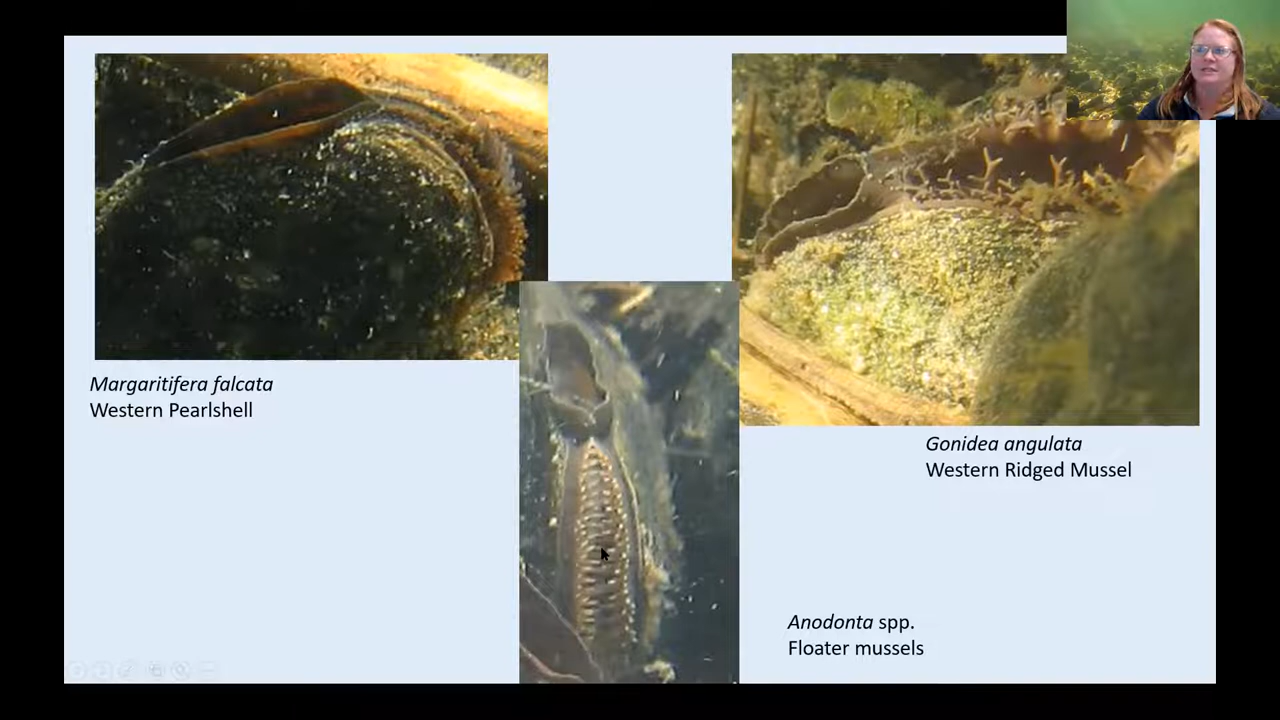 Margaritifera falcata
Western Pearlshell
Gonidea angulata
Western Ridged Mussel
Anodonta spp.
Floater mussels